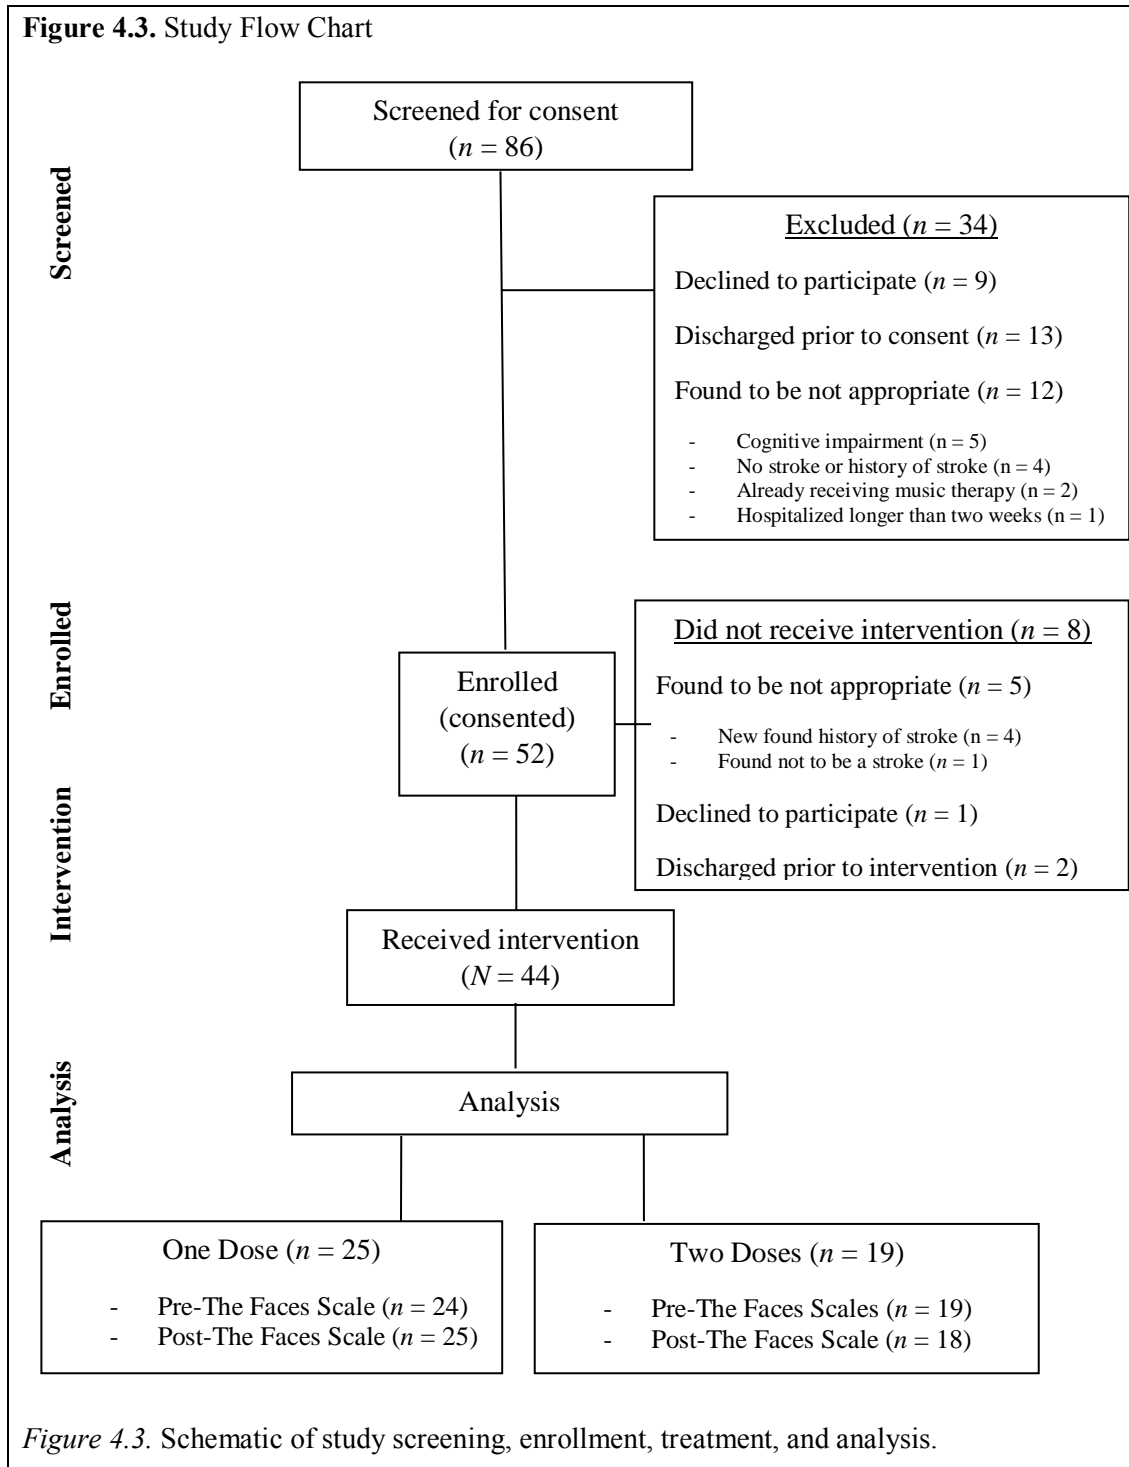 Figure 4.3. Study Flow Chart
Screened
Screened for consent
(n = 86)
Excluded (n = 34)
Declined to participate (n = 9)
Discharged prior to consent (n = 13)
Found to be not appropriate (n = 12)
- Cognitive impairment (n = 5)
- No stroke or history of stroke (n = 4)
- Already receiving music therapy (n = 2)
- Hospitalized longer than two weeks (n = 1)
Enrolled
Enrolled
(consented)
(n = 52)
Did not receive intervention (n = 8)
Found to be not appropriate (n = 5)
- New found history of stroke (n = 4)
- Found not to be a stroke (n = 1)
Declined to participate (n = 1)
Discharged prior to intervention (n = 2)
Intervention
Received intervention
(N = 44)
Analysis
Analysis
One Dose (n = 25)
- Pre-The Faces Scale (n = 24)
- Post-The Faces Scale (n = 25)
Two Doses (n = 19)
- Pre-The Faces Scales (n = 19)
- Post-The Faces Scale (n = 18)
Figure 4.3. Schematic of study screening, enrollment, treatment, and analysis.